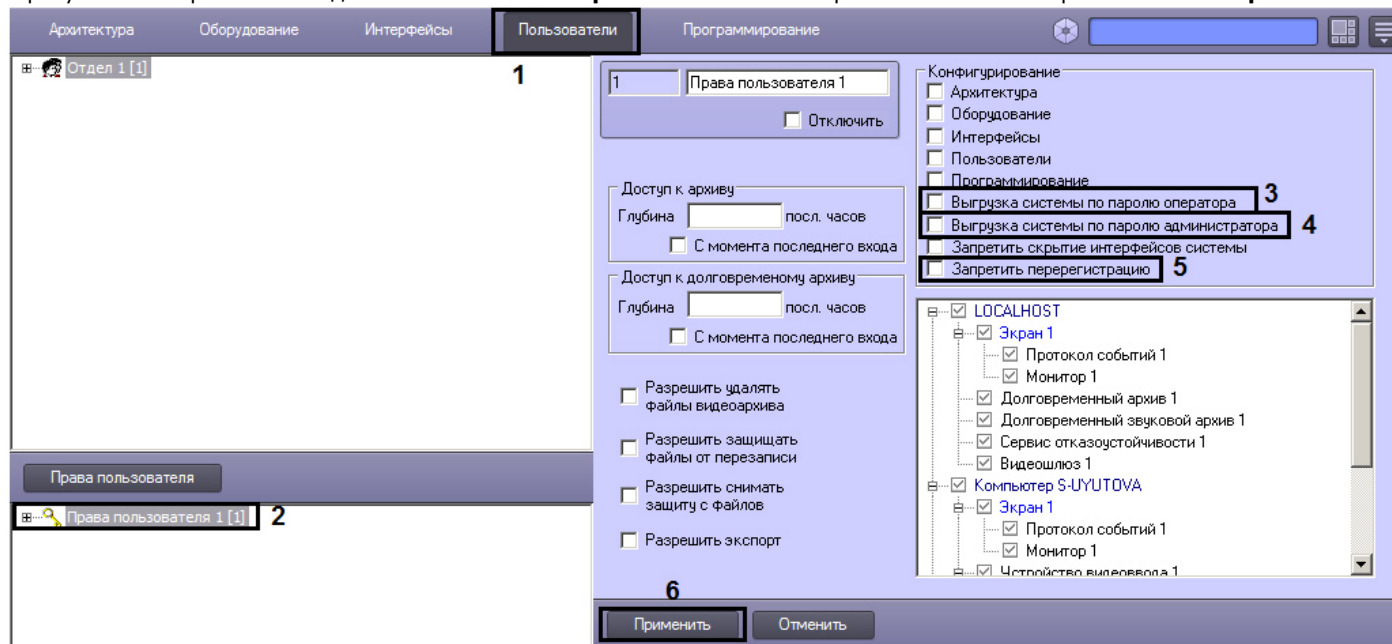 Архитектура Оборудование Интерфейсы Пользователи Программирование
1
Отдел 1 [1]
Права пользователя
Права пользователя 1 [1]
2
1 Права пользователя 1
Отключить
Доступ к архиву
Глубина посл. часов
С момента последнего входа
Доступ к долговременому архиву
Глубина посл. часов
С момента последнего входа
Разрешить удалять
файлы видеоархива
Разрешить защищать
файлы от перезаписи
Разрешить снимать
защиту с файлов
Разрешить экспорт
Конфигурирование
Архитектура
Оборудование
Интерфейсы
Пользователи
Программирование
Выгрузка системы по паролю оператора 3
Выгрузка системы по паролю администратора 4
Запретить скрытие интерфейсов системы
Запретить перерегистрацию 5
LOCALHOST
Экран 1
Протокол событий 1
Монитор 1
Долговременный архив 1
Долговременный звуковой архив 1
Сервис отказоустойчивости 1
Видеошлюз 1
Компьютер S-UYUTOVA
Экран 1
Протокол событий 1
Монитор 1
Устройство видеоввода 1
6
Применить Отменить